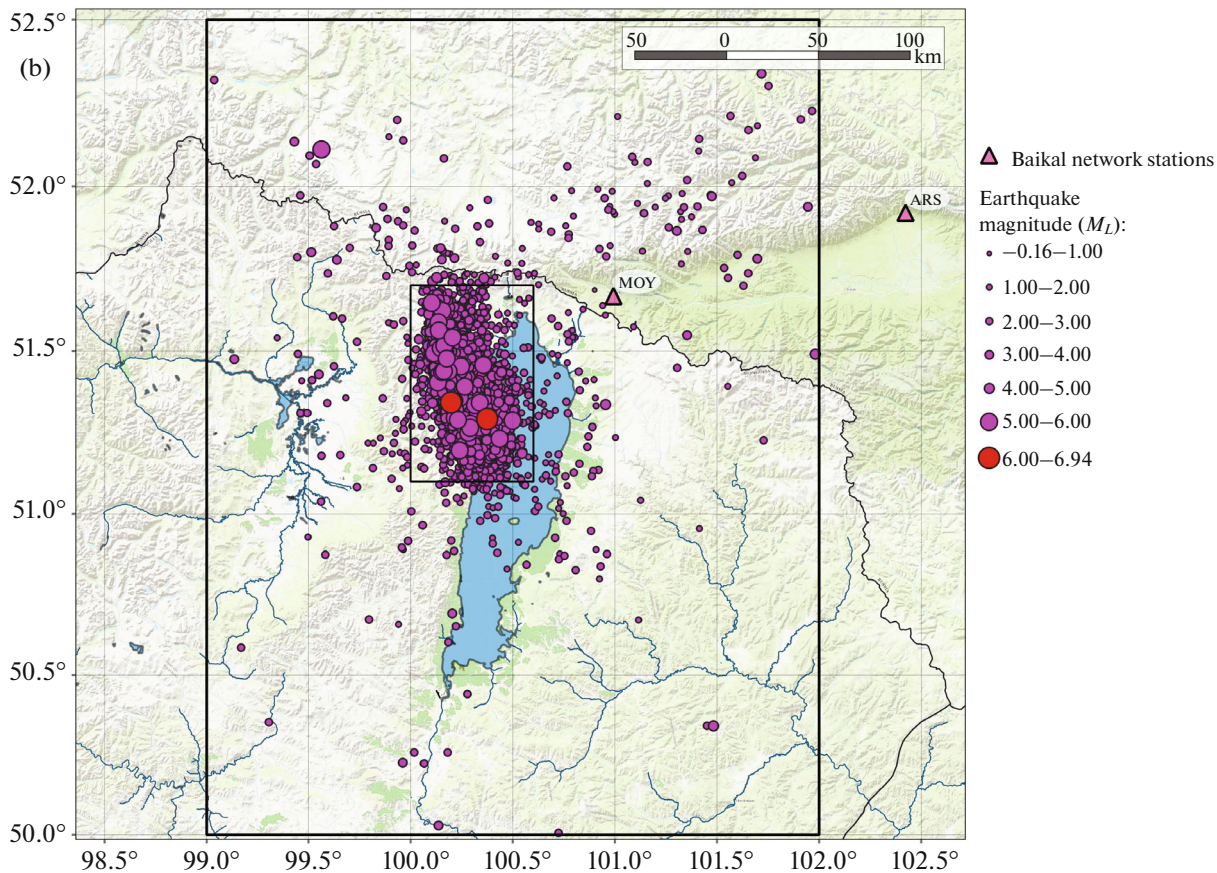 (b)
52.5°
52.0°
51.5°
51.0°
50.5°
50.0°
98.5° 99.0° 99.5° 100.0° 100.5° 101.0° 101.5° 102.0° 102.5°
50 0 50 100
km
ARS
MOY
Baikal network stations
Earthquake
magnitude (M_L):
−0.16−1.00
1.00−2.00
2.00−3.00
3.00−4.00
4.00−5.00
5.00−6.00
6.00−6.94